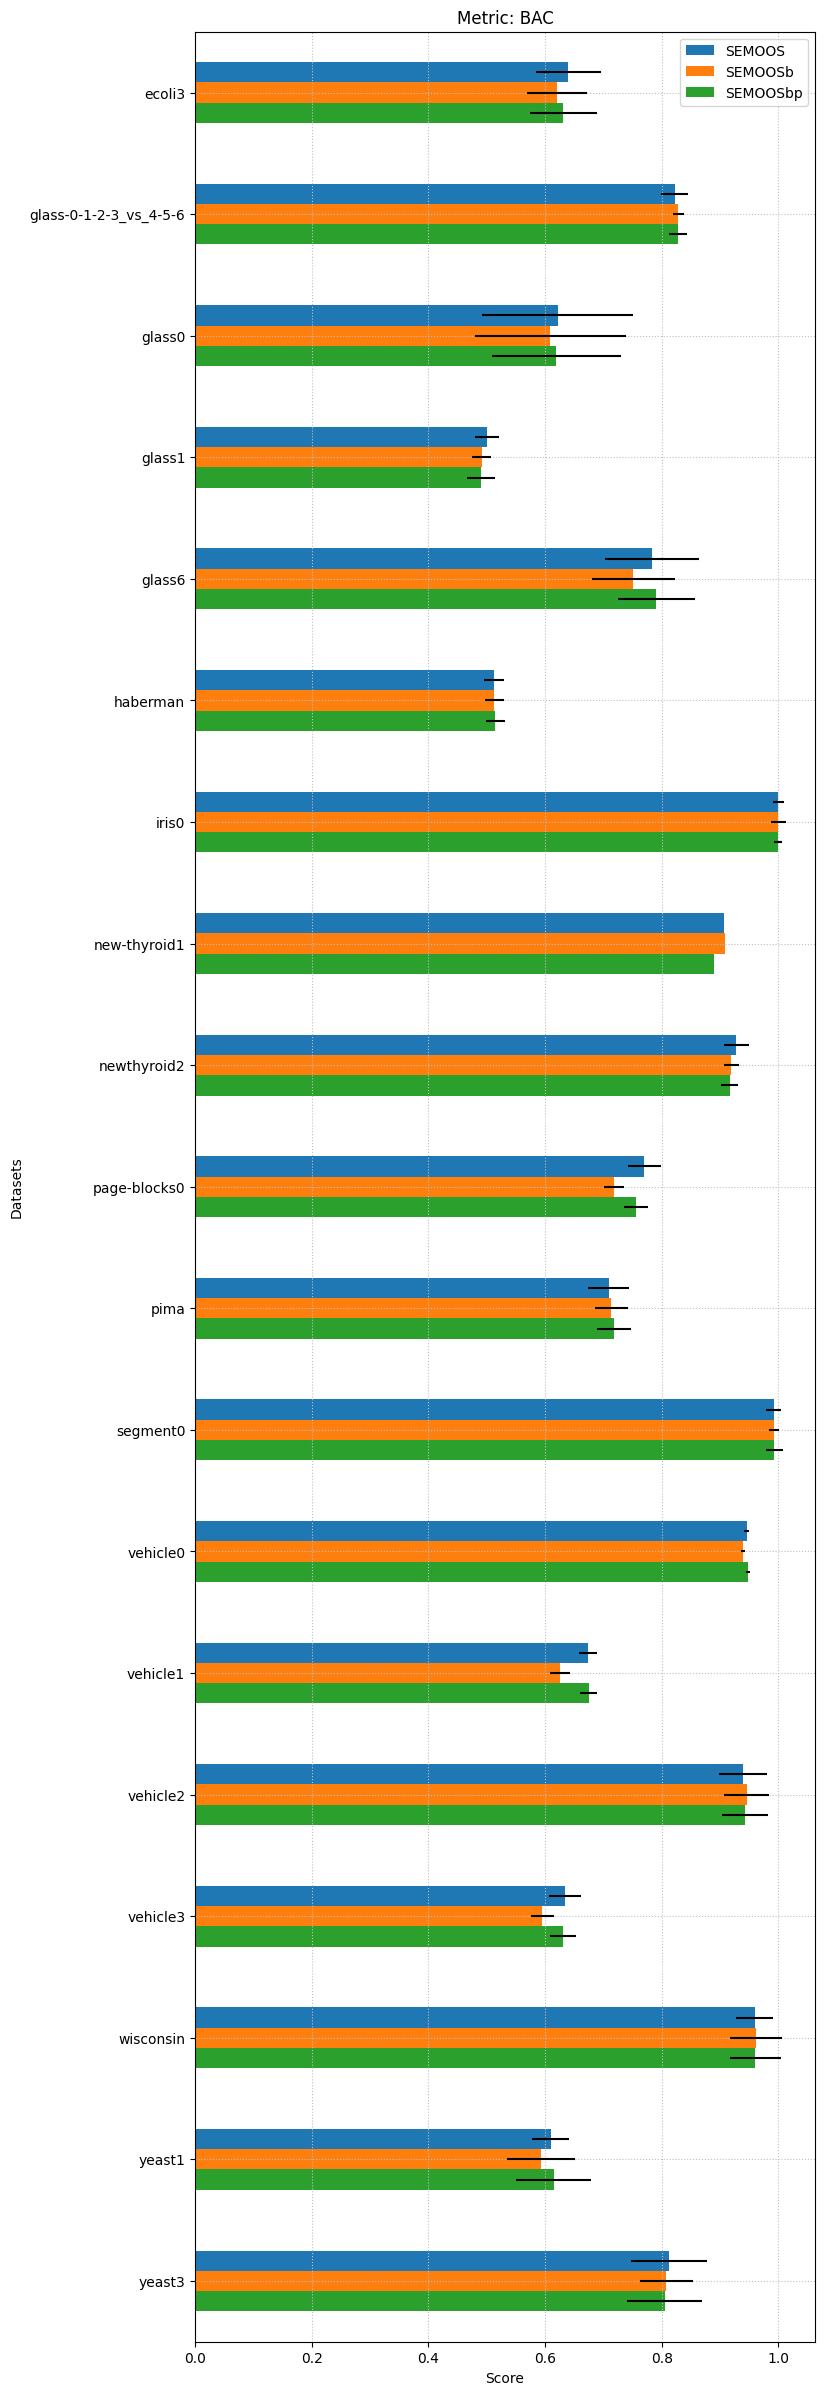 Metric: BAC
SEMOOS
SEMOOSb
SEMOOSbp
ecoli3
glass-0-1-2-3_vs_4-5-6
glass0
glass1
glass6
haberman
iris0
new-thyroid1
newthyroid2
page-blocks0
pima
segment0
vehicle0
vehicle1
vehicle2
vehicle3
wisconsin
yeast1
yeast3
Datasets
0.0 0.2 0.4 0.6 0.8 1.0
Score